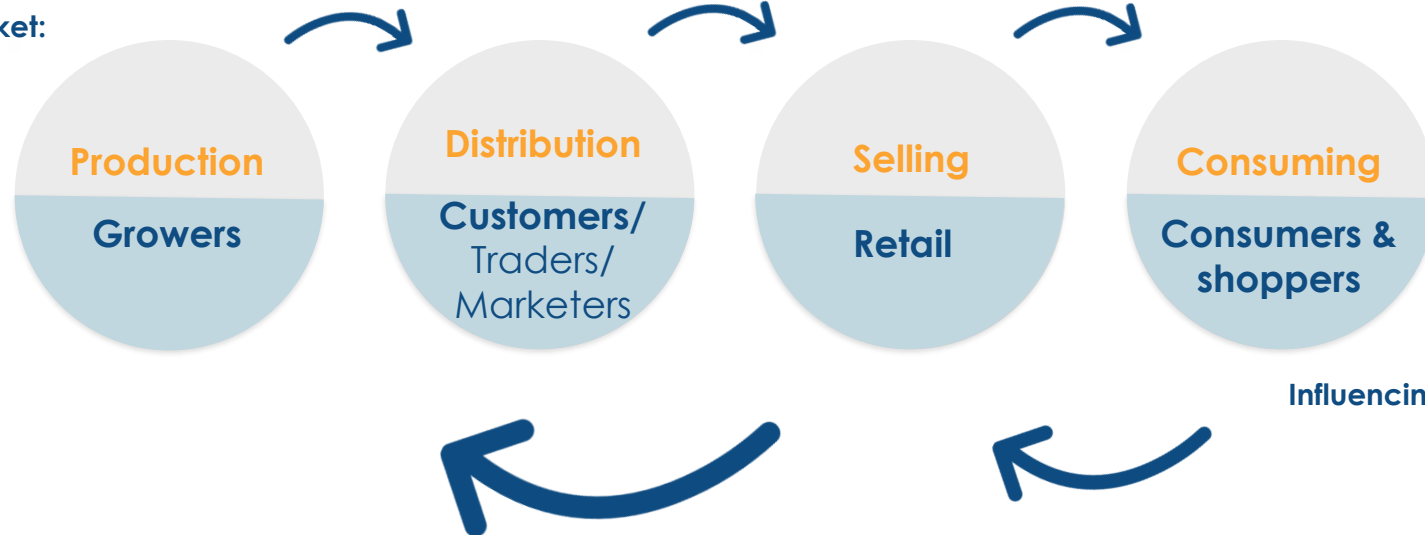 ket:
Production
Growers
Distribution
Customers/
Traders/
Marketers
Selling
Retail
Consuming
Consumers &
shoppers
Influencin